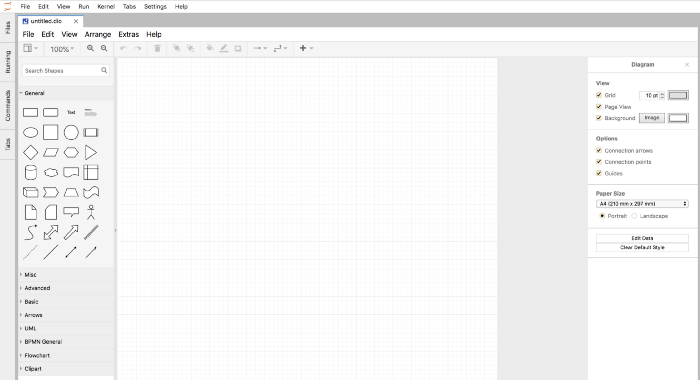 File Edit View Run Kernel Tabs Settings Help
untitled.dio ×
File Edit View Arrange Extras Help
100%
Files
Running
Commands
Tabs
Search Shapes
General
Text
Misc
Advanced
Basic
Arrows
UML
BPMN General
Flowchart
Clipart
Diagram ×
View
Grid 10 pt
Page View
Background Image
Options
Connection arrows
Connection points
Guides
Paper Size
A4 (210 mm x 297 mm)
Portrait Landscape
Edit Data
Clear Default Style